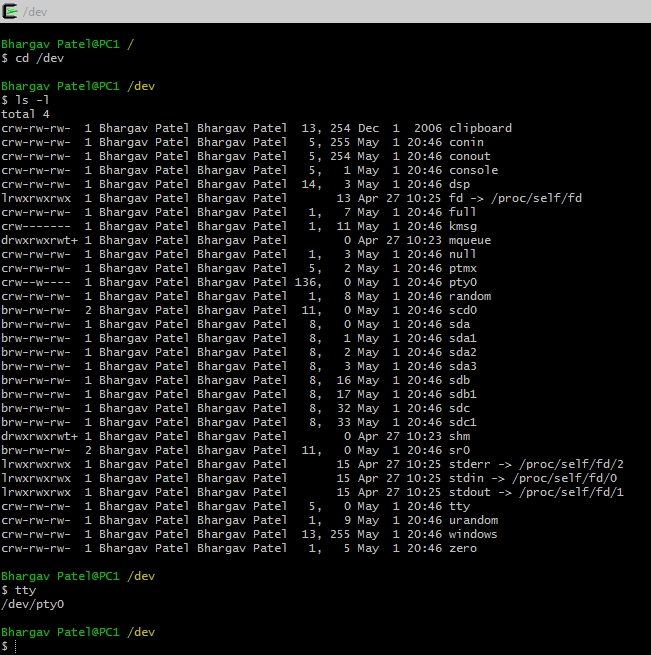 /dev
Bhargav Patel@PC1 /
$ cd /dev
Bhargav Patel@PC1 /dev
$ ls -l
total 4
crw-rw-rw-  1 Bhargav Patel Bhargav Patel  13, 254 Dec  1  2006 clipboard
crw-rw-rw-  1 Bhargav Patel Bhargav Patel   5, 255 May  1 20:46 conin
crw-rw-rw-  1 Bhargav Patel Bhargav Patel   5, 254 May  1 20:46 conout
crw-rw-rw-  1 Bhargav Patel Bhargav Patel   5,   1 May  1 20:46 console
crw-rw-rw-  1 Bhargav Patel Bhargav Patel  14,   3 May  1 20:46 dsp
lrwxrwxrwx  1 Bhargav Patel Bhargav Patel       13 Apr 27 10:25 fd -> /proc/self/fd
crw-rw-rw-  1 Bhargav Patel Bhargav Patel   1,   7 May  1 20:46 full
crw-------  1 Bhargav Patel Bhargav Patel   1,  11 May  1 20:46 kmsg
drwxrwxrwt+ 1 Bhargav Patel Bhargav Patel        0 Apr 27 10:23 mqueue
crw-rw-rw-  1 Bhargav Patel Bhargav Patel   1,   3 May  1 20:46 null
crw-rw-rw-  1 Bhargav Patel Bhargav Patel   5,   2 May  1 20:46 ptmx
crw--w----  1 Bhargav Patel Bhargav Patel 136,   0 May  1 20:46 pty0
crw-rw-rw-  1 Bhargav Patel Bhargav Patel   1,   8 May  1 20:46 random
brw-rw-rw-  2 Bhargav Patel Bhargav Patel  11,   0 May  1 20:46 scd0
brw-rw-rw-  1 Bhargav Patel Bhargav Patel   8,   0 May  1 20:46 sda
brw-rw-rw-  1 Bhargav Patel Bhargav Patel   8,   1 May  1 20:46 sda1
brw-rw-rw-  1 Bhargav Patel Bhargav Patel   8,   2 May  1 20:46 sda2
brw-rw-rw-  1 Bhargav Patel Bhargav Patel   8,   3 May  1 20:46 sda3
brw-rw-rw-  1 Bhargav Patel Bhargav Patel   8,  16 May  1 20:46 sdb
brw-rw-rw-  1 Bhargav Patel Bhargav Patel   8,  17 May  1 20:46 sdb1
brw-rw-rw-  1 Bhargav Patel Bhargav Patel   8,  32 May  1 20:46 sdc
brw-rw-rw-  1 Bhargav Patel Bhargav Patel   8,  33 May  1 20:46 sdc1
drwxrwxrwt+ 1 Bhargav Patel Bhargav Patel        0 Apr 27 10:23 shm
brw-rw-rw-  2 Bhargav Patel Bhargav Patel  11,   0 May  1 20:46 sr0
lrwxrwxrwx  1 Bhargav Patel Bhargav Patel       15 Apr 27 10:25 stderr -> /proc/self/fd/2
lrwxrwxrwx  1 Bhargav Patel Bhargav Patel       15 Apr 27 10:25 stdin -> /proc/self/fd/0
lrwxrwxrwx  1 Bhargav Patel Bhargav Patel       15 Apr 27 10:25 stdout -> /proc/self/fd/1
crw-rw-rw-  1 Bhargav Patel Bhargav Patel   5,   0 May  1 20:46 tty
crw-rw-rw-  1 Bhargav Patel Bhargav Patel   1,   9 May  1 20:46 urandom
crw-rw-rw-  1 Bhargav Patel Bhargav Patel  13, 255 May  1 20:46 windows
crw-rw-rw-  1 Bhargav Patel Bhargav Patel   1,   5 May  1 20:46 zero
Bhargav Patel@PC1 /dev
$ tty
/dev/pty0
Bhargav Patel@PC1 /dev
$